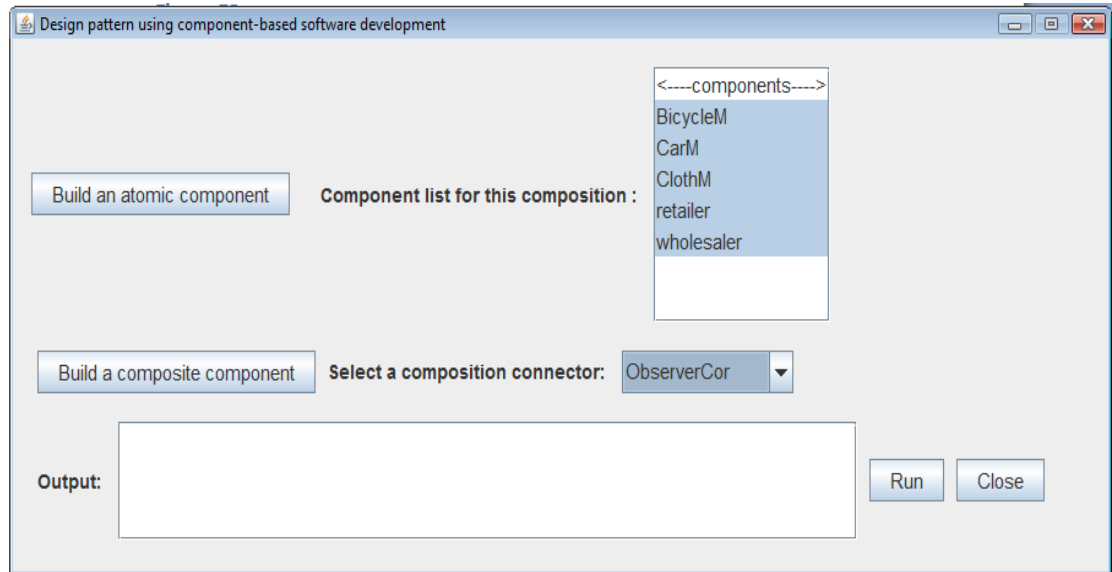 Design pattern using component-based software development
<----components---->
BicycleM
CarM
ClothM
retailer
wholesaler
Build an atomic component
Component list for this composition :
Build a composite component
Select a composition connector:
ObserverCor
Output:
Run
Close